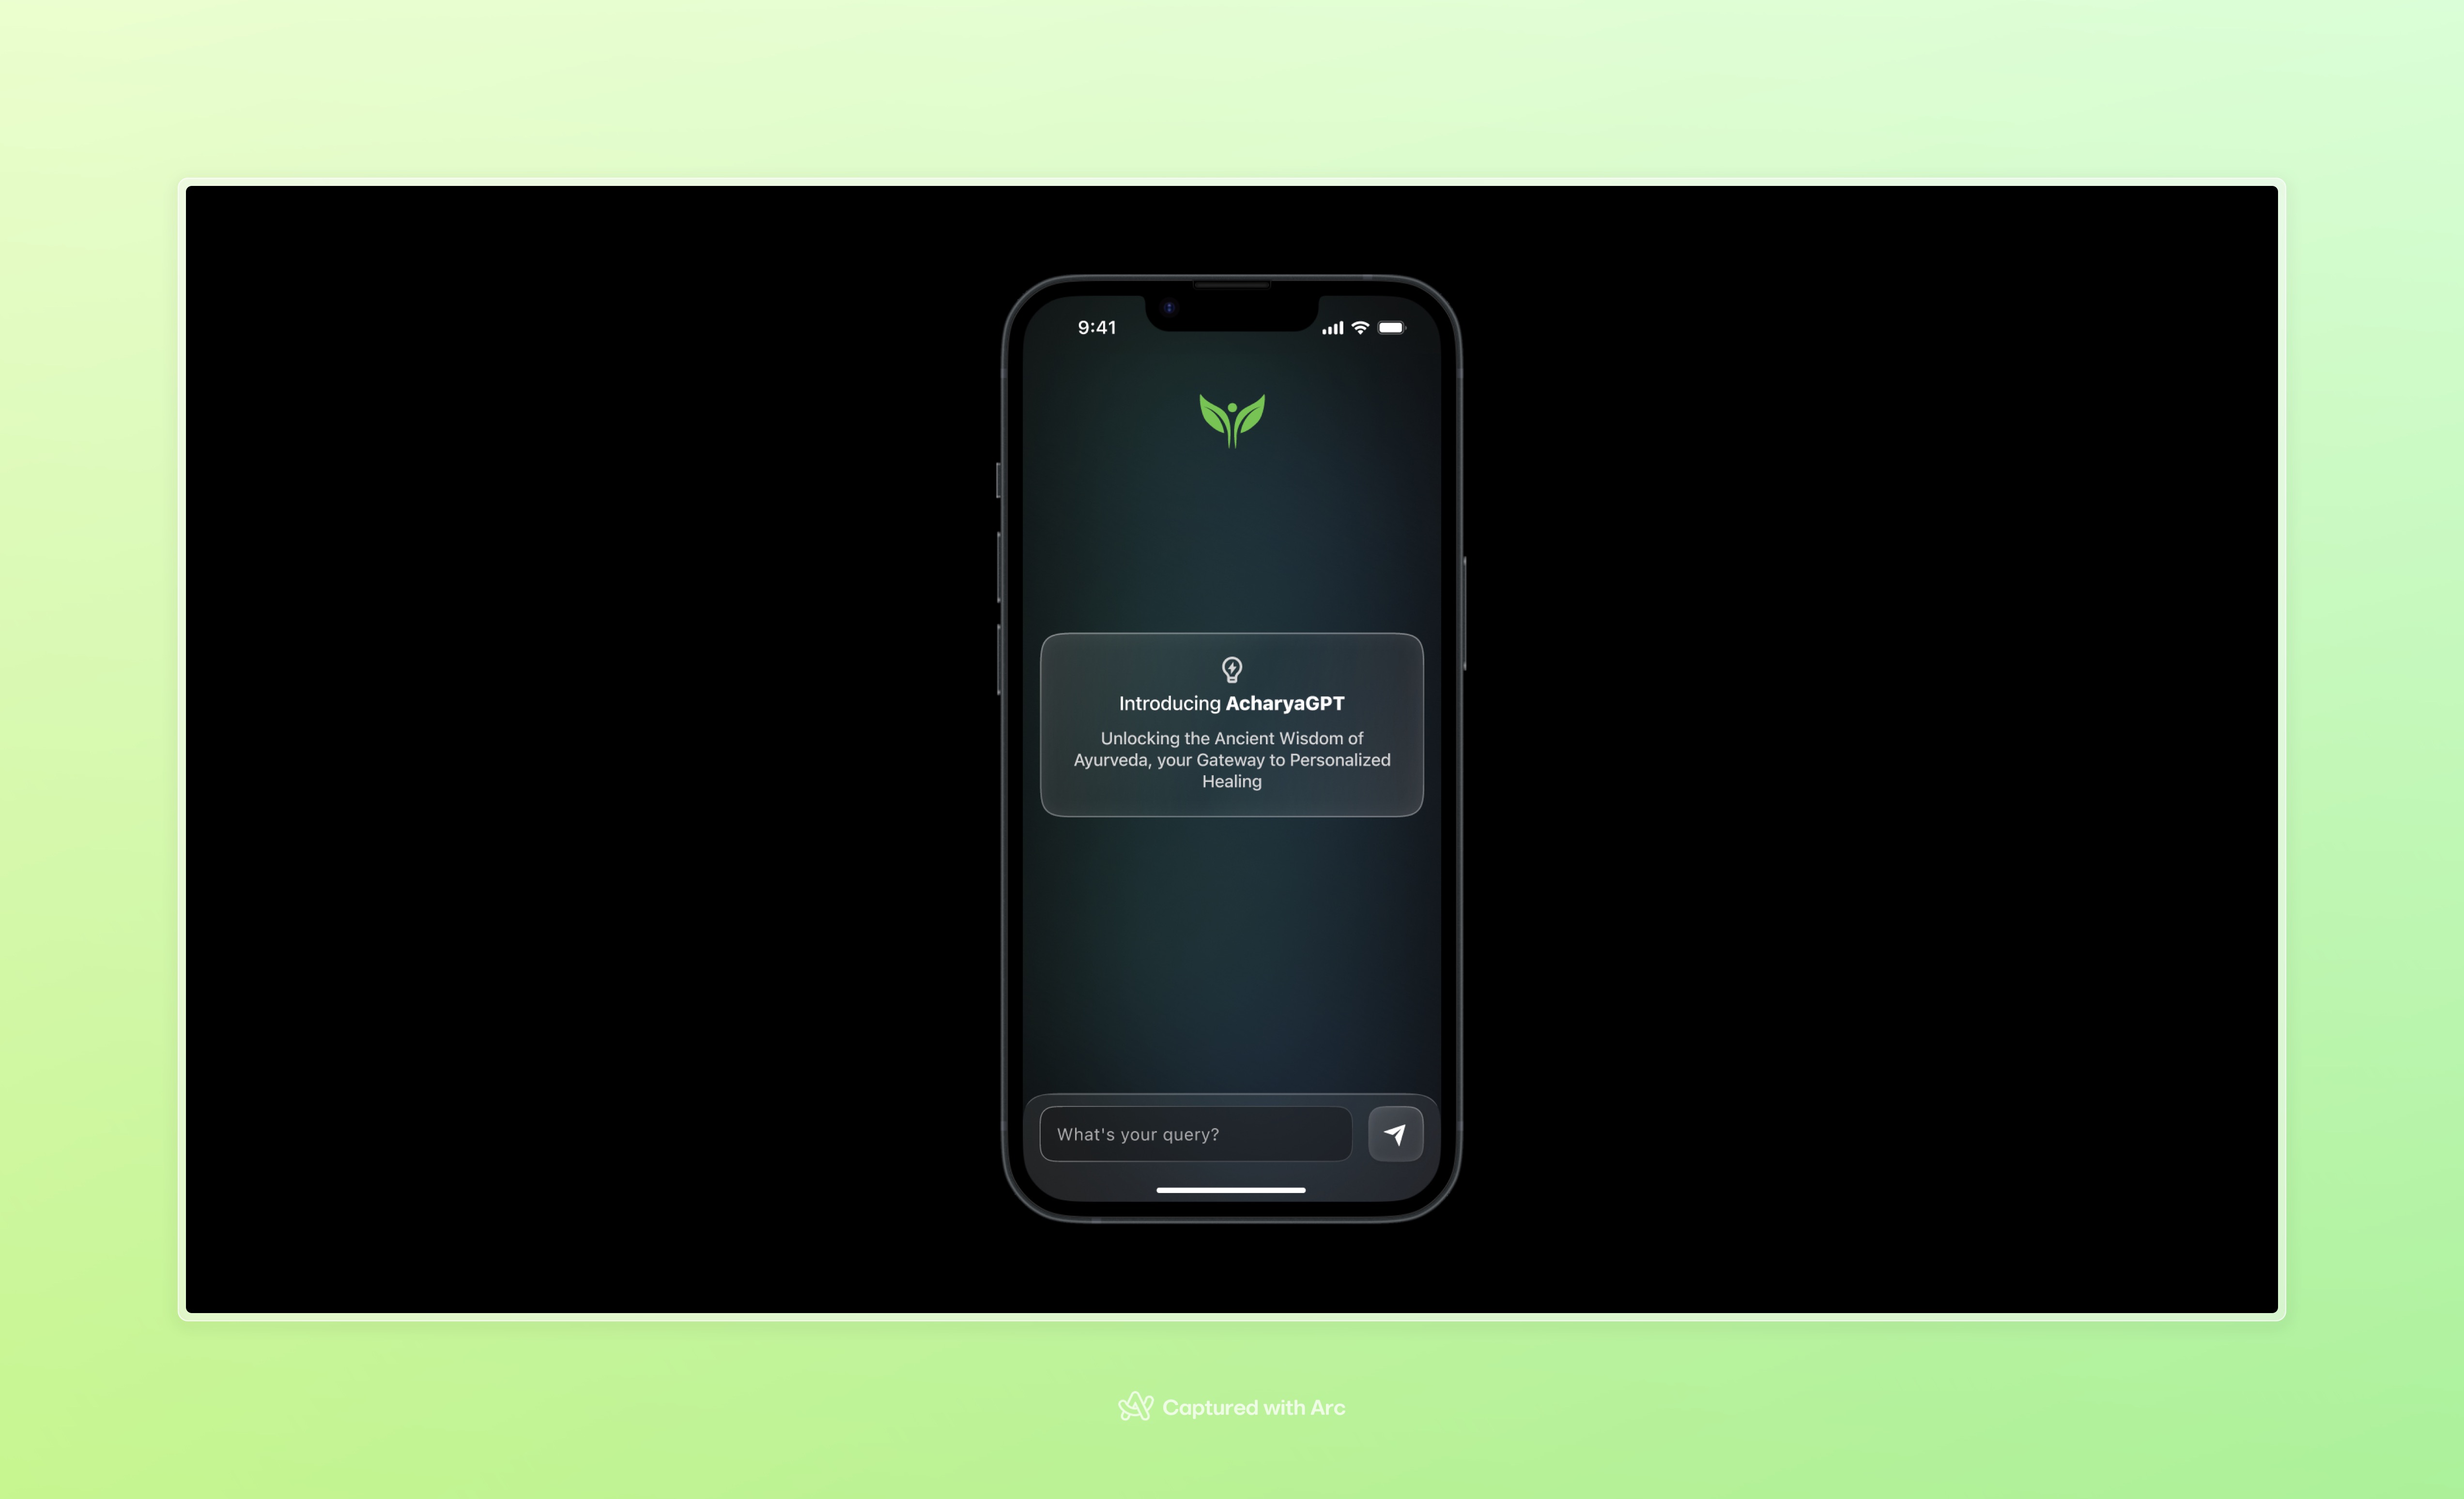 9:41
Introducing AcharyaGPT
Unlocking the Ancient Wisdom of
Ayurveda, your Gateway to Personalized
Healing
What's your query?
Captured with Arc